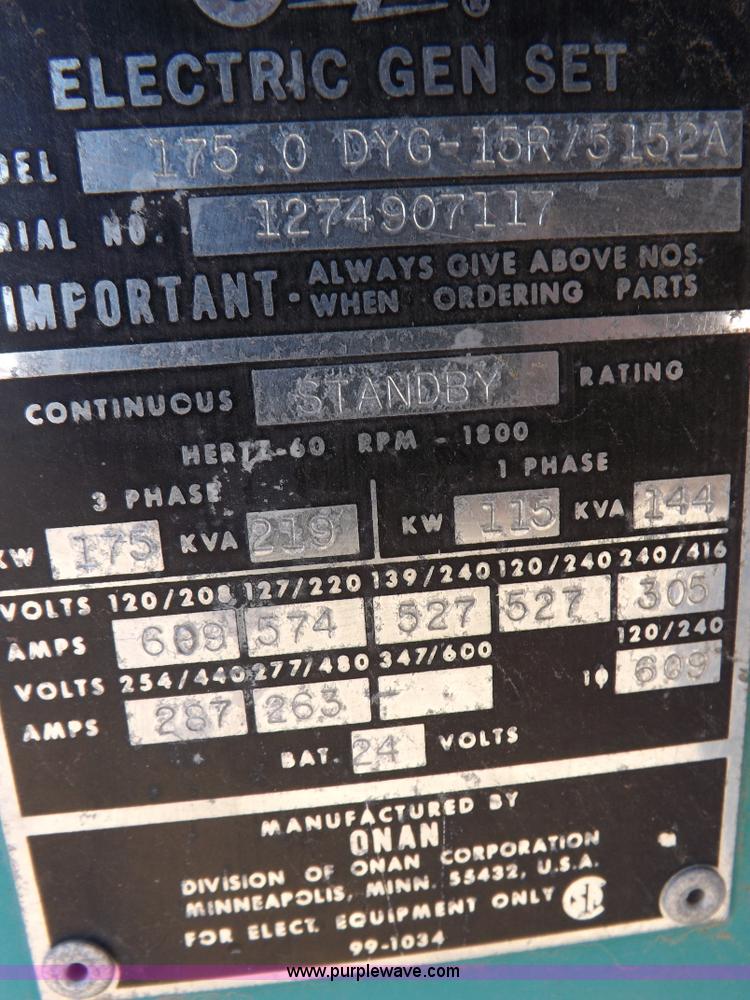 ELECTRIC GEN SET
175.0 DYG-15R/5152A
NO. 1274907117
IMPORTANT - ALWAYS GIVE ABOVE NOS.
WHEN ORDERING PARTS
CONTINUOUS STANDBY RATING
HERTZ-60 RPM - 1800
3 PHASE 1 PHASE
KW 175 KVA 219 KW 115 KVA 144
VOLTS 120/208 127/220 139/240 120/240 240/416
AMPS 609 574 527 527 305
VOLTS 254/440 277/480 347/600 120/240
AMPS 287 263 - 1ϕ 609
BAT. 24 VOLTS
MANUFACTURED BY
ONAN
DIVISION OF ONAN CORPORATION
MINNEAPOLIS, MINN. 55432, U.S.A.
FOR ELECT. EQUIPMENT ONLY
99-1034
www.purplewave.com